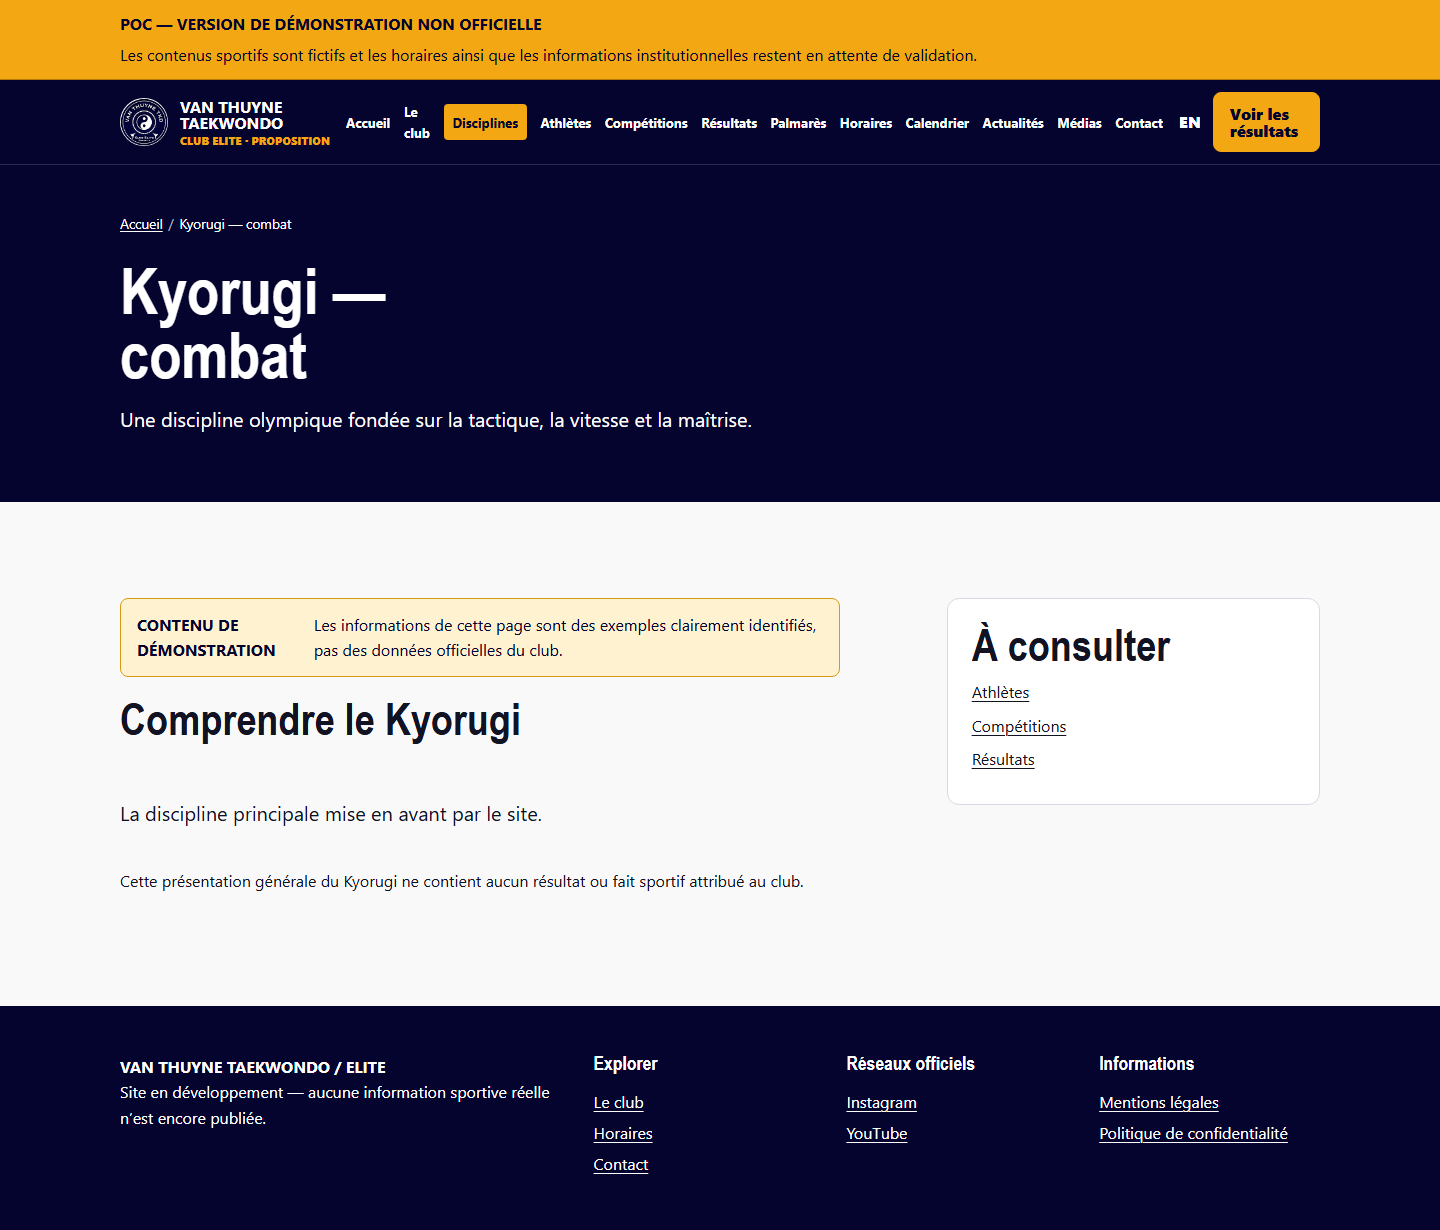 POC — VERSION DE DÉMONSTRATION NON OFFICIELLE
Les contenus sportifs sont fictifs et les horaires ainsi que les informations institutionnelles restent en attente de validation.
VAN THUYNE
TAEKWONDO
CLUB ELITE · PROPOSITION
Accueil
Le
club
Disciplines
Athlètes
Compétitions
Résultats
Palmarès
Horaires
Calendrier
Actualités
Médias
Contact
EN
Voir les
résultats
Accueil / Kyorugi — combat
Kyorugi —
combat
Une discipline olympique fondée sur la tactique, la vitesse et la maîtrise.
CONTENU DE
DÉMONSTRATION
Les informations de cette page sont des exemples clairement identifiés,
pas des données officielles du club.
Comprendre le Kyorugi
La discipline principale mise en avant par le site.
Cette présentation générale du Kyorugi ne contient aucun résultat ou fait sportif attribué au club.
À consulter
Athlètes
Compétitions
Résultats
VAN THUYNE TAEKWONDO / ELITE
Site en développement — aucune information sportive réelle
n’est encore publiée.
Explorer
Le club
Horaires
Contact
Réseaux officiels
Instagram
YouTube
Informations
Mentions légales
Politique de confidentialité